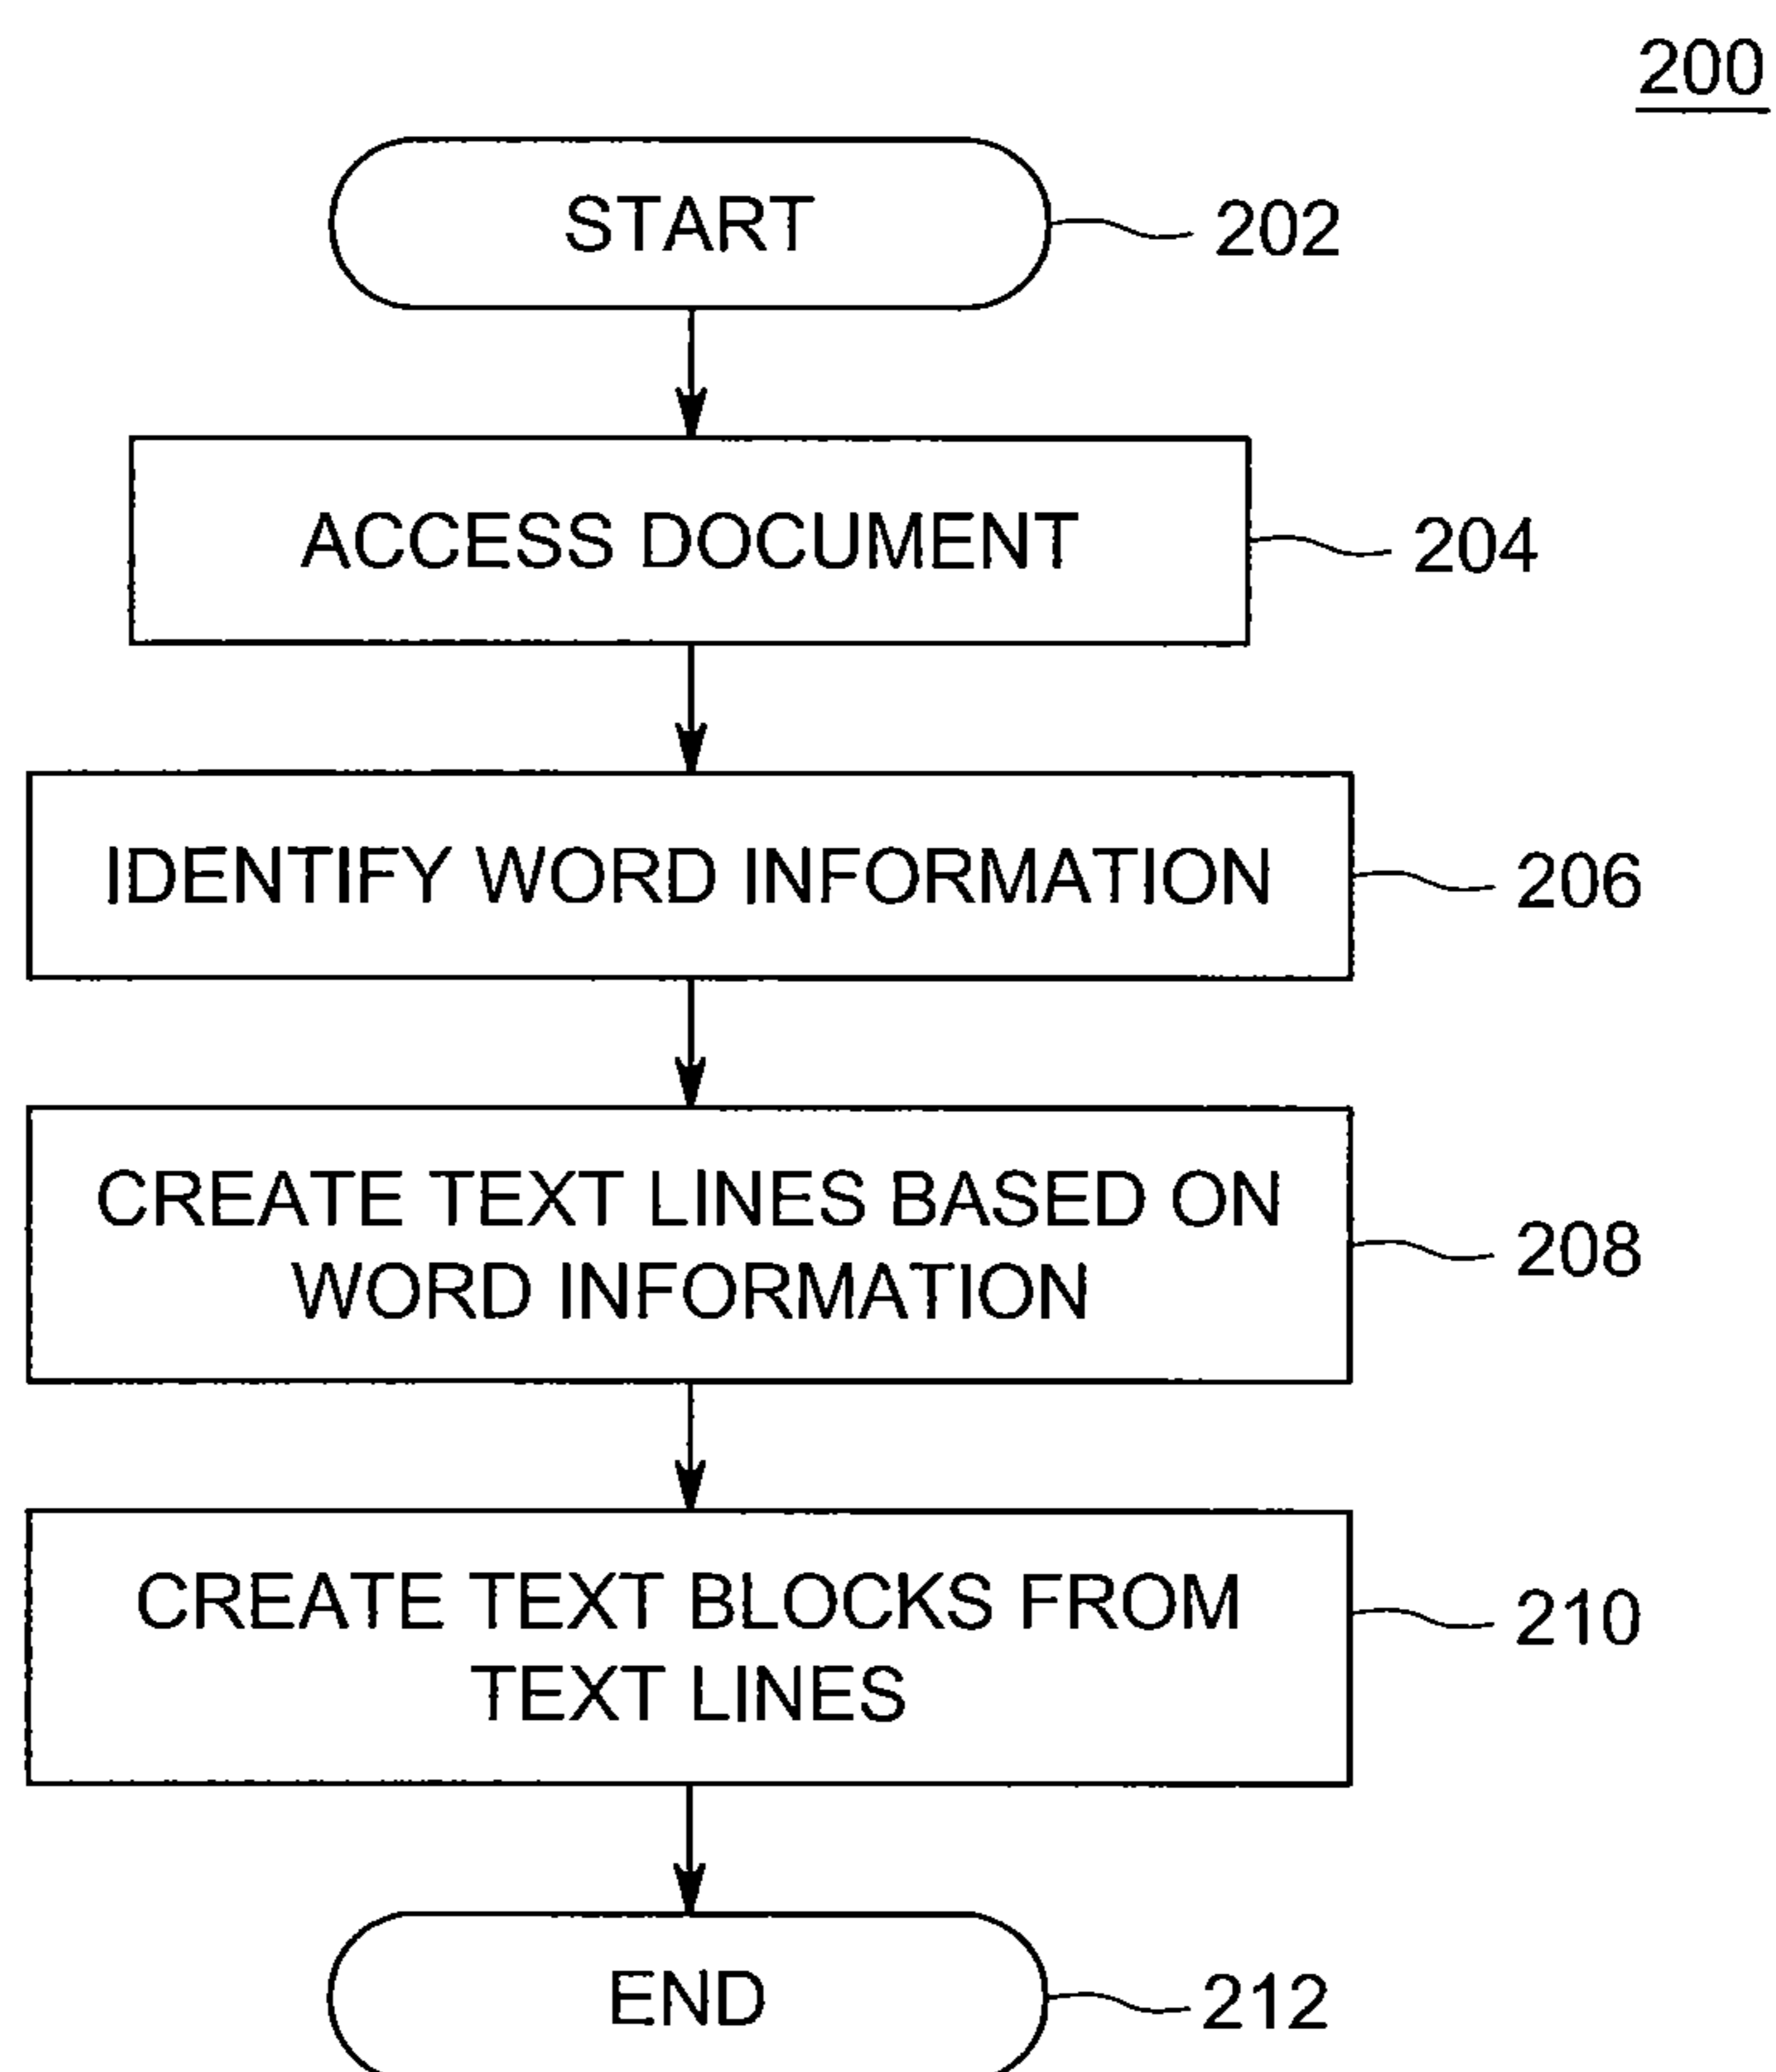 200
START
202
ACCESS DOCUMENT
204
IDENTIFY WORD INFORMATION
206
CREATE TEXT LINES BASED ON
WORD INFORMATION
208
CREATE TEXT BLOCKS FROM
TEXT LINES
210
END
212